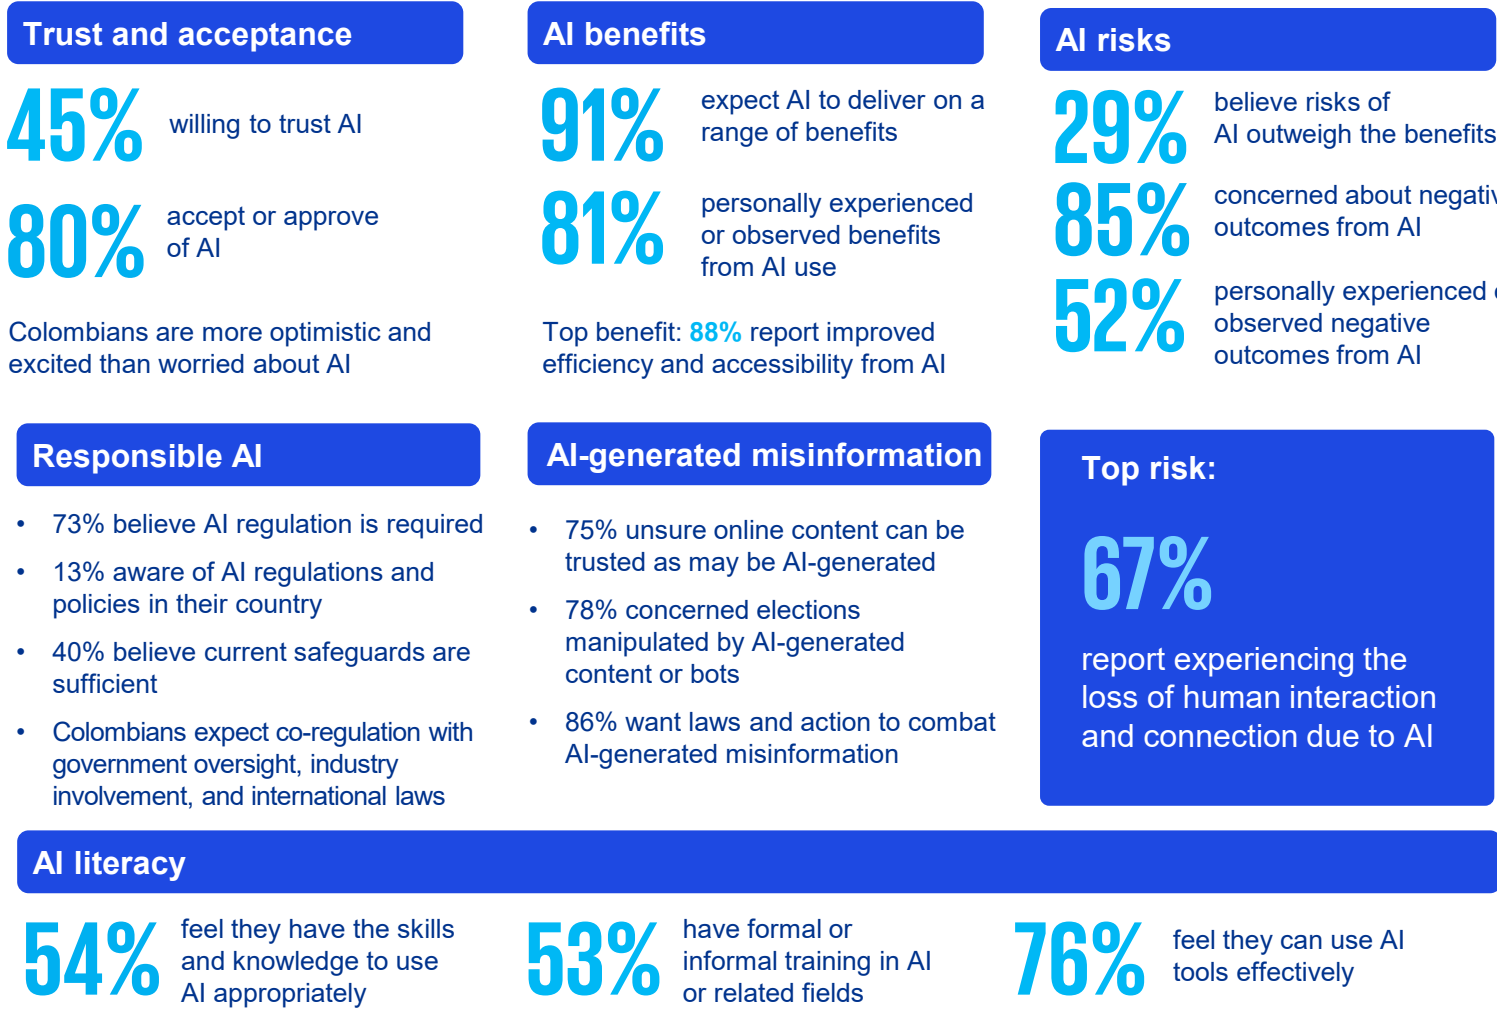 Trust and acceptance
45%
willing to trust AI
80%
accept or approve
of AI
Colombians are more optimistic and
excited than worried about AI
AI benefits
91%
expect AI to deliver on a
range of benefits
81%
personally experienced
or observed benefits
from AI use
Top benefit: 88% report improved
efficiency and accessibility from AI
AI risks
29%
believe risks of
AI outweigh the benefits
85%
concerned about
outcomes from AI
52%
personally experienced
observed negative
outcomes from AI
Responsible AI
• 73% believe AI regulation is required
• 13% aware of AI regulations and
policies in their country
• 40% believe current safeguards are
sufficient
• Colombians expect co-regulation with
government oversight, industry
involvement, and international laws
AI-generated misinformation
• 75% unsure online content can be
trusted as may be AI-generated
• 78% concerned elections
manipulated by AI-generated
content or bots
• 86% want laws and action to combat
AI-generated misinformation
Top risk:
67%
report experiencing the
loss of human interaction
and connection due to AI
AI literacy
54%
feel they have the skills
and knowledge to use
AI appropriately
53%
have formal or
informal training in AI
or related fields
76%
feel they can use AI
tools effectively